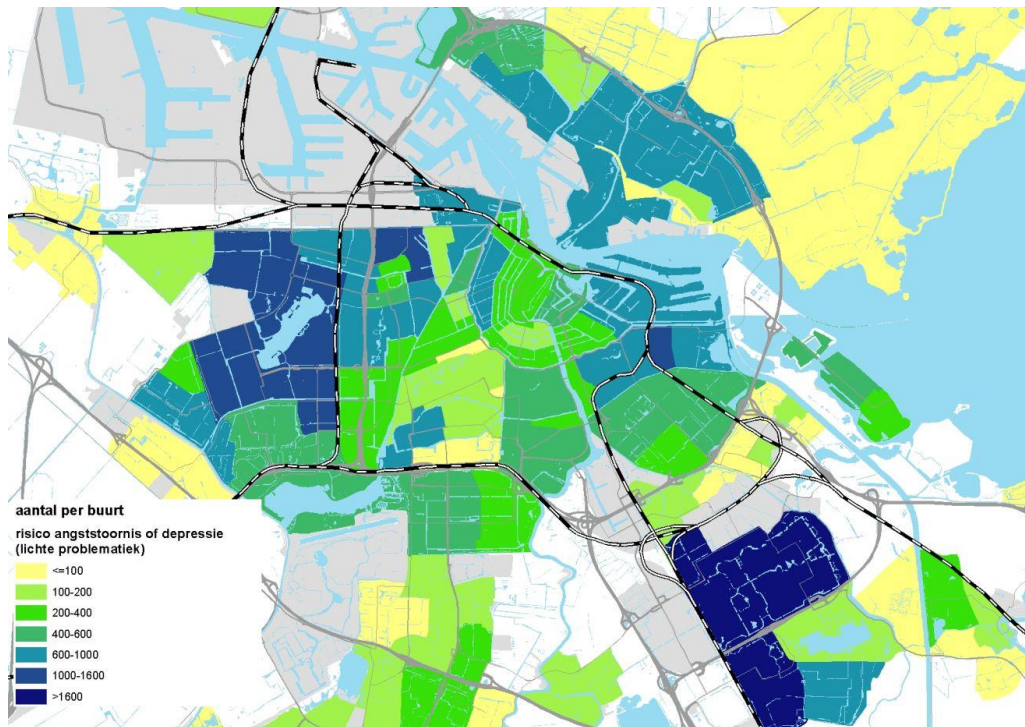 aantal per buurt
risico angststoornis of depressie
(lichte problematiek)
<=100
100-200
200-400
400-600
600-1000
1000-1600
>1600